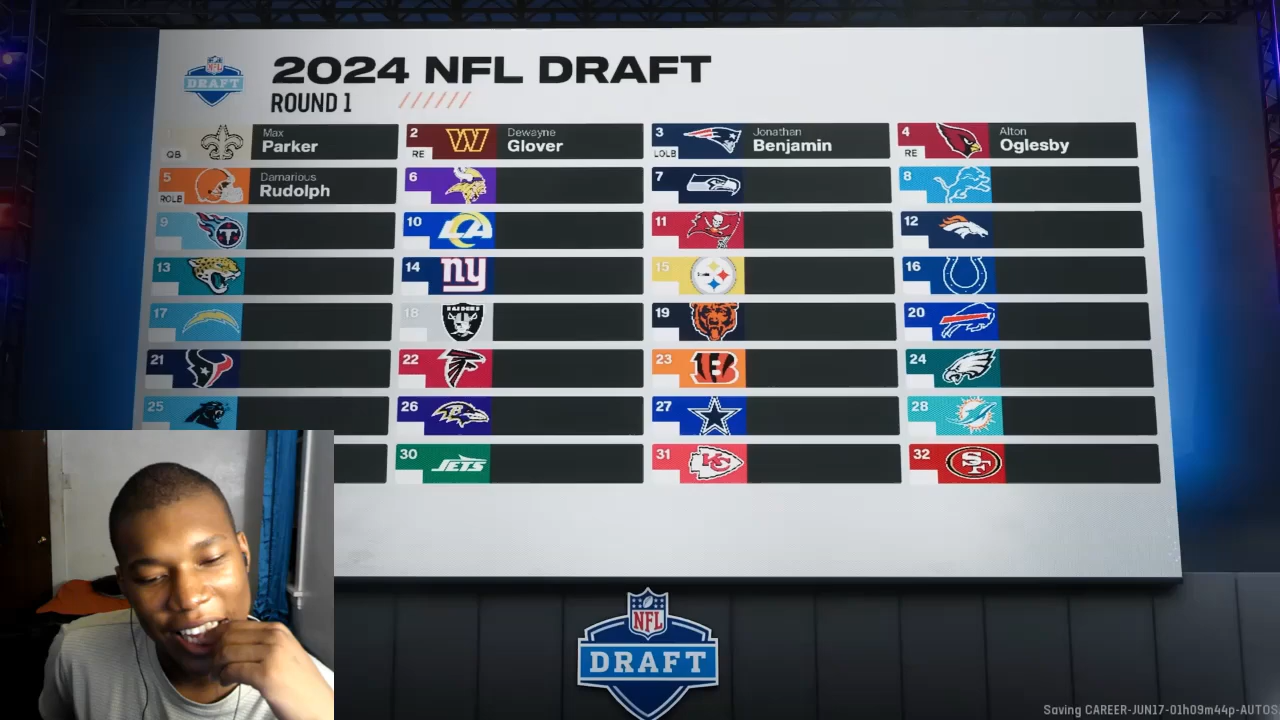 2024 NFL DRAFT
ROUND 1
NFL
DRAFT
QB
Max
Parker
2
RE
W
Dewayne
Glover
3
LOLB
Jonathan
Benjamin
4
RE
Alton
Oglesby
5
ROLB
Damarious
Rudolph
6
7
8
9
T
10
LA
11
12
13
14
ny
15
16
17
18
RAIDERS
19
20
21
22
23
B
24
25
26
27
28
30
JETS
31
KC
32
SF
NFL
DRAFT
Saving CAREER-JUN17-01h09m44p-AUTOS